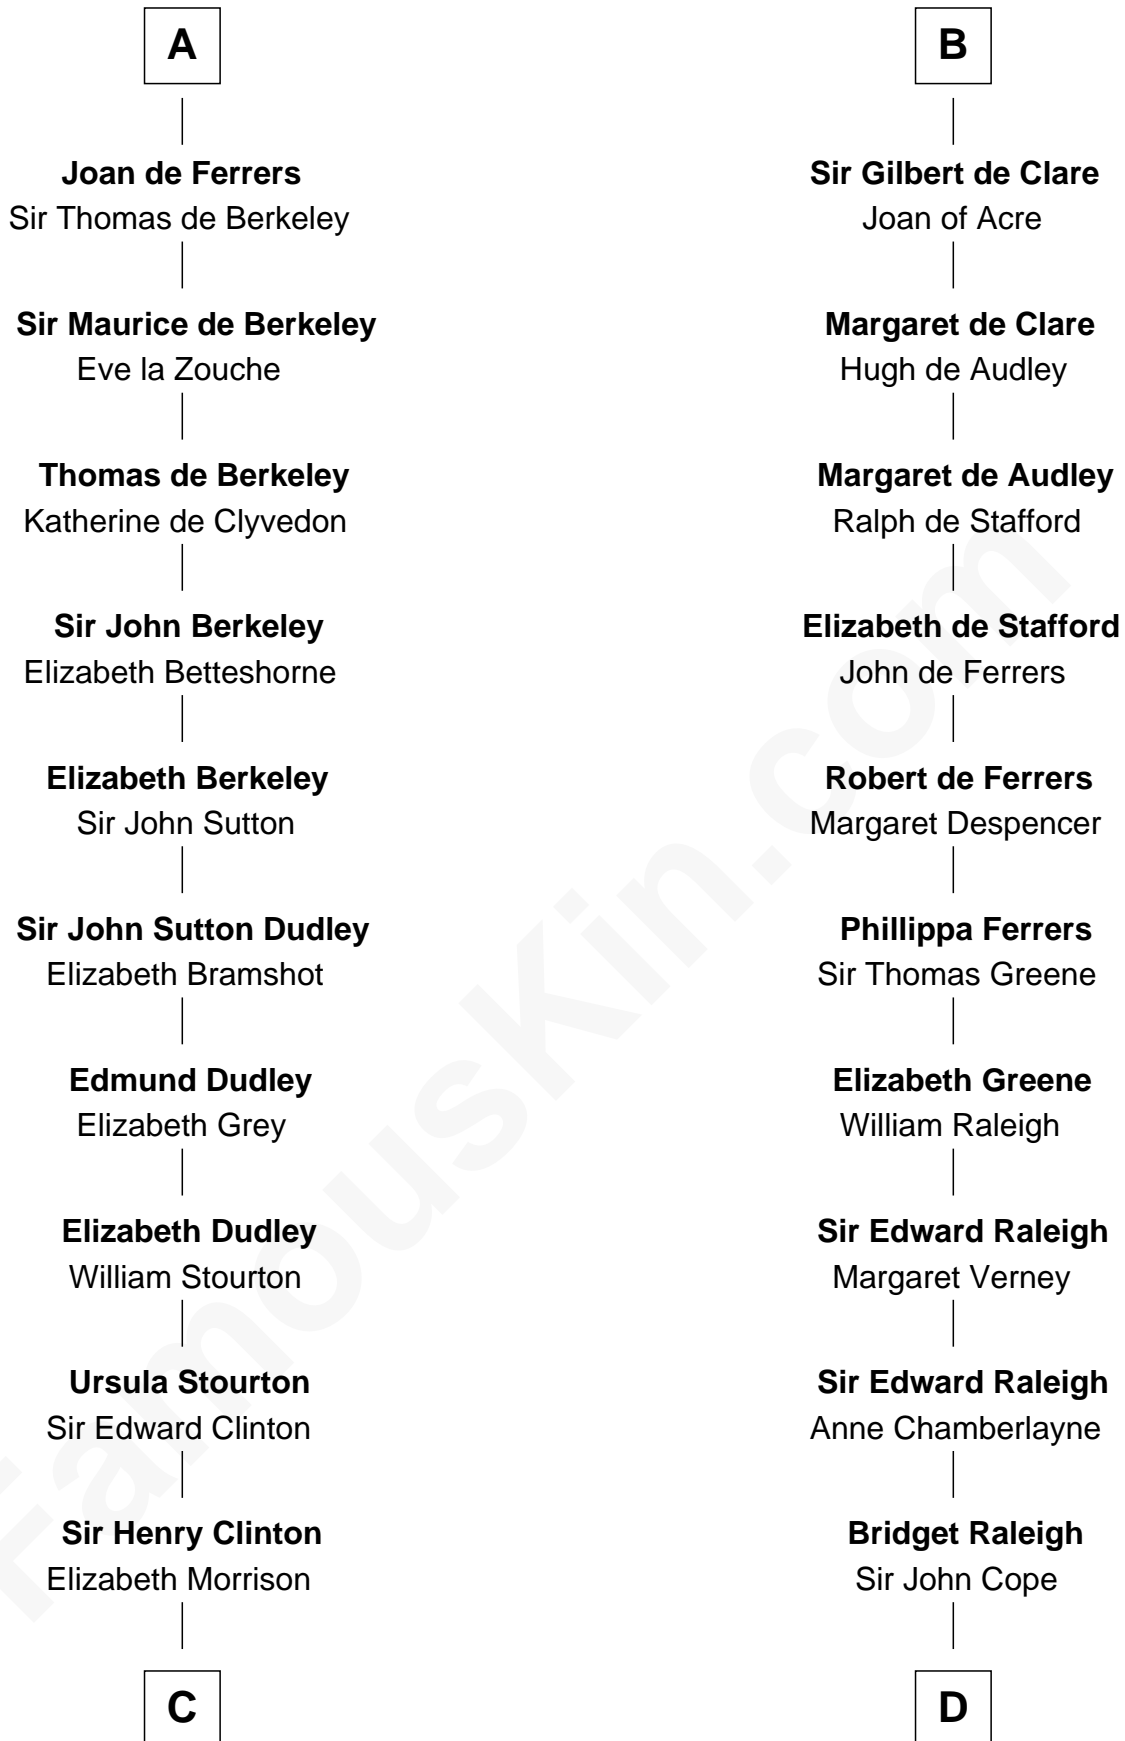 A
Joan de Ferrers
Sir Thomas de Berkeley
Sir Maurice de Berkeley
Eve la Zouche
Thomas de Berkeley
Katherine de Clyvedon
Sir John Berkeley
Elizabeth Betteshorne
Elizabeth Berkeley
Sir John Sutton
Sir John Sutton Dudley
Elizabeth Bramshot
Edmund Dudley
Elizabeth Grey
Elizabeth Dudley
William Stourton
Ursula Stourton
Sir Edward Clinton
Sir Henry Clinton
Elizabeth Morrison
C
B
Sir Gilbert de Clare
Joan of Acre
Margaret de Clare
Hugh de Audley
Margaret de Audley
Ralph de Stafford
Elizabeth de Stafford
John de Ferrers
Robert de Ferrers
Margaret Despencer
Phillippa Ferrers
Sir Thomas Greene
Elizabeth Greene
William Raleigh
Sir Edward Raleigh
Margaret Verney
Sir Edward Raleigh
Anne Chamberlayne
Bridget Raleigh
Sir John Cope
D
FamousKin.com